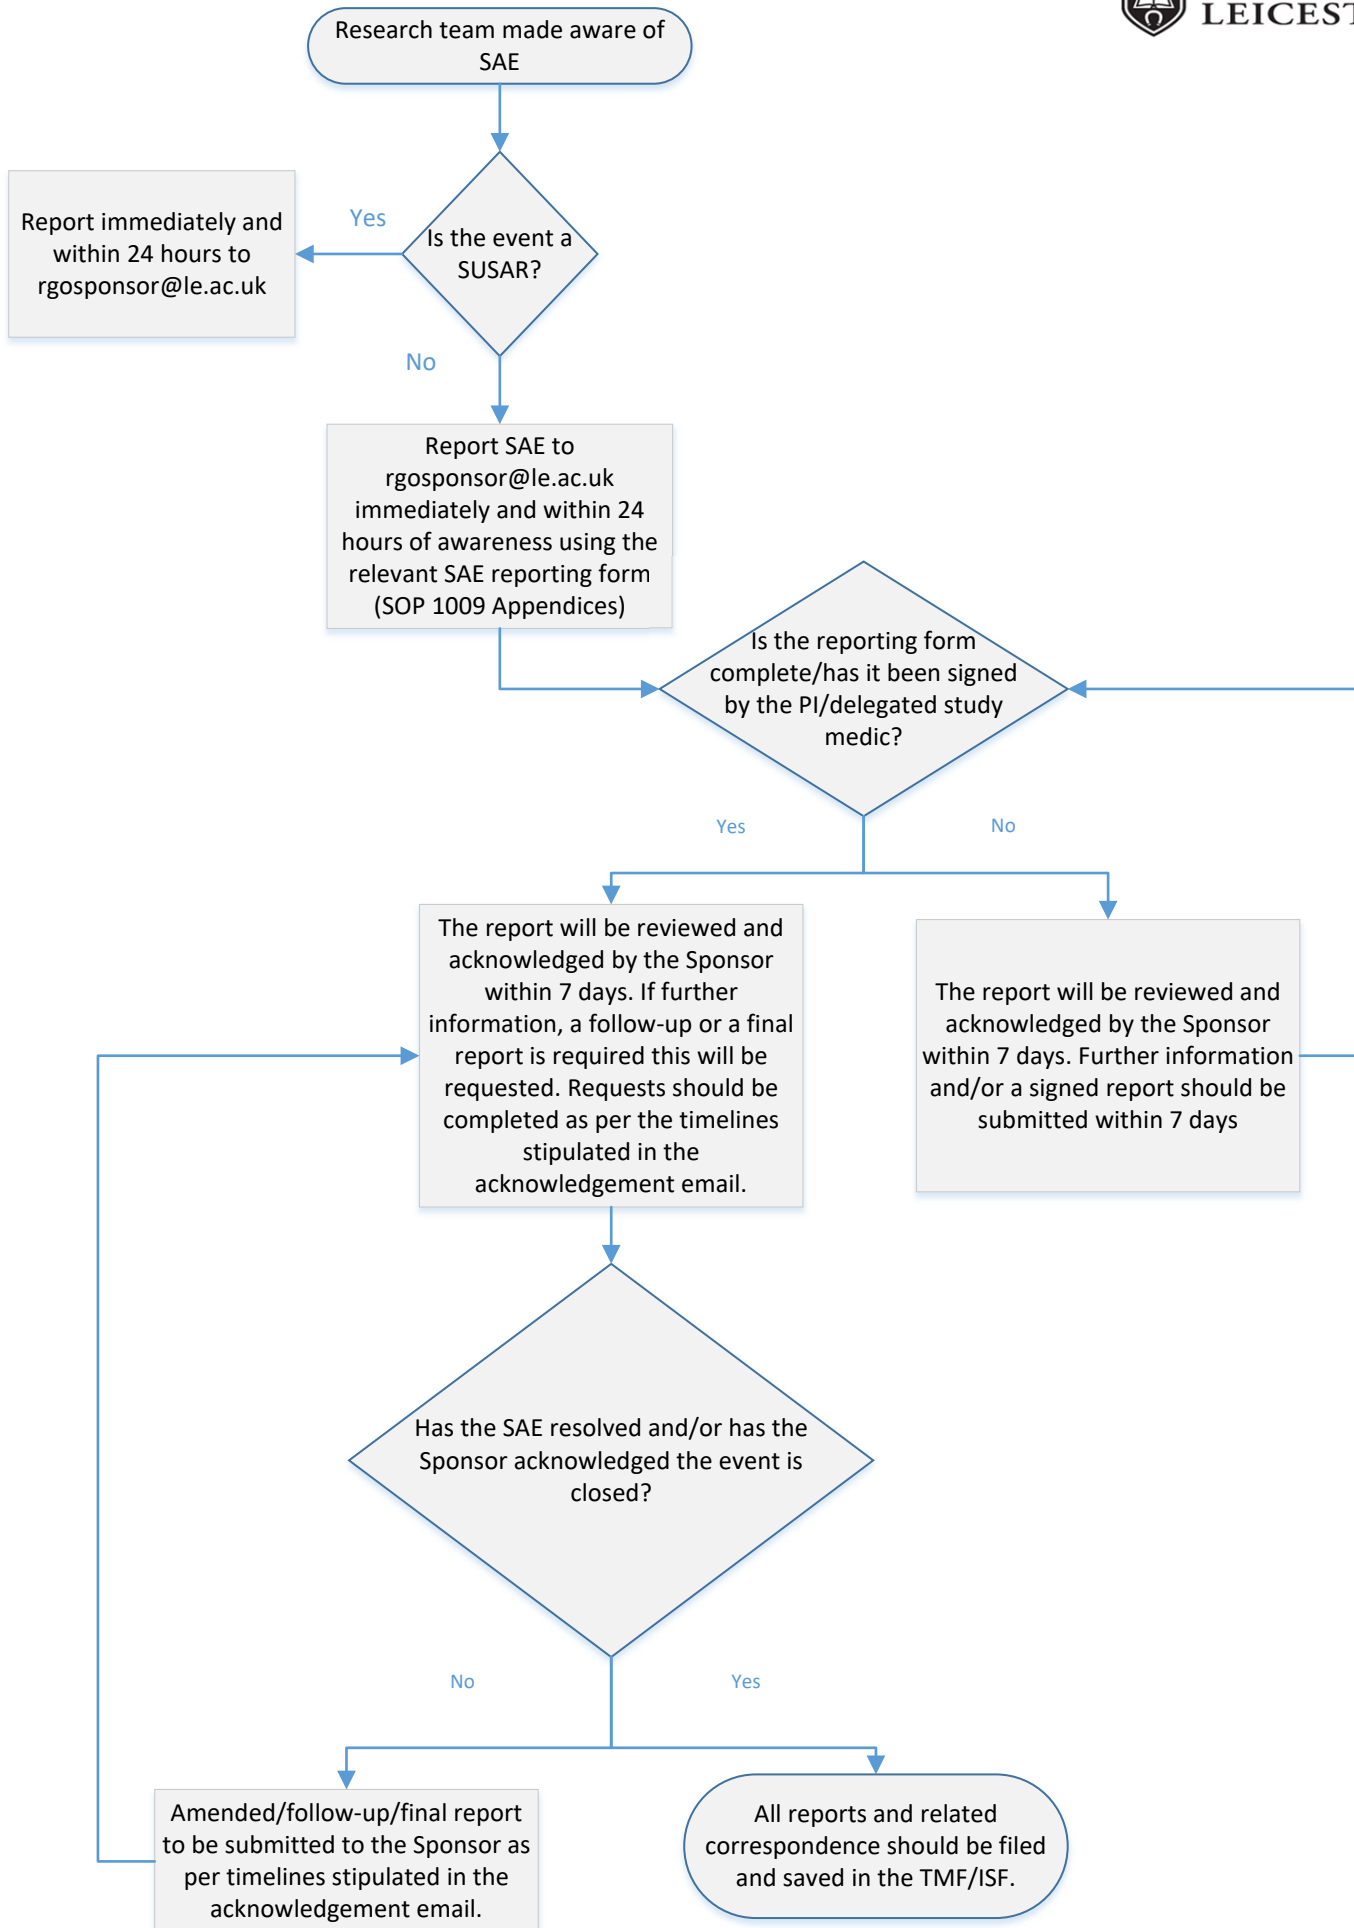 LEICEST
Research team made aware of
SAE
Report immediately and
within 24 hours to
rgosponsor@le.ac.uk
Yes
Is the event a
SUSAR?
No
Report SAE to
rgosponsor@le.ac.uk
immediately and within 24
hours of awareness using the
relevant SAE reporting form
(SOP 1009 Appendices)
Is the reporting form
complete/has it been signed
by the PI/delegated study
medic?
Yes
No
The report will be reviewed and
acknowledged by the Sponsor
within 7 days. If further
information, a follow-up or a final
report is required this will be
requested. Requests should be
completed as per the timelines
stipulated in the
acknowledgement email.
The report will be reviewed and
acknowledged by the Sponsor
within 7 days. Further information
and/or a signed report should be
submitted within 7 days
Has the SAE resolved and/or has the
Sponsor acknowledged the event is
closed?
No
Yes
Amended/follow-up/final report
to be submitted to the Sponsor as
per timelines stipulated in the
acknowledgement email.
All reports and related
correspondence should be filed
and saved in the TMF/ISF.